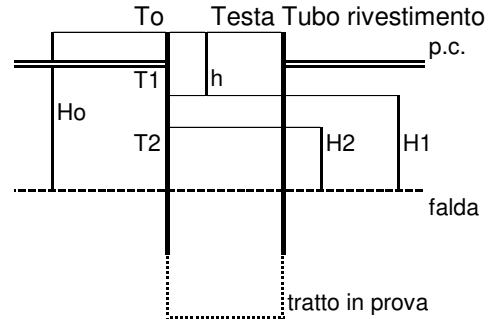 To Testa Tubo rivestimento
p.c.
T1 h
Ho
T2 H2 H1
falda
tratto in prova